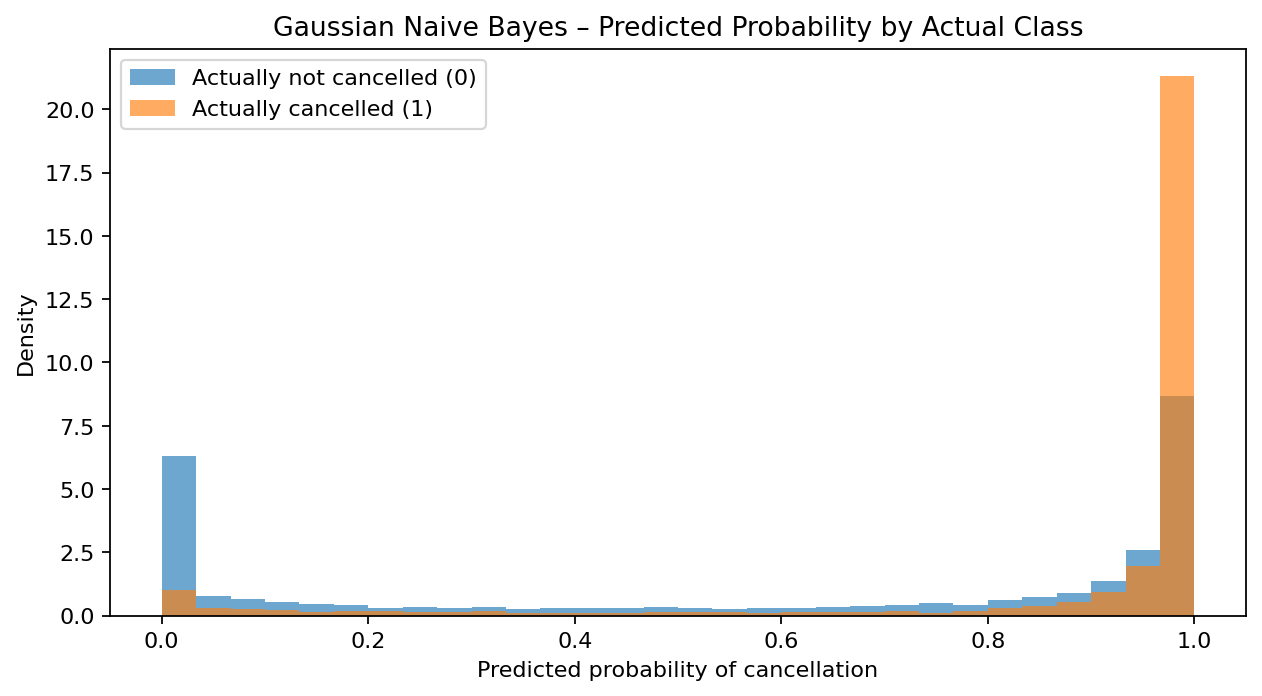 Gaussian Naive Bayes – Predicted Probability by Actual Class
Actually not cancelled (0)
Actually cancelled (1)
Density
20.0
17.5
15.0
12.5
10.0
7.5
5.0
2.5
0.0
0.0 0.2 0.4 0.6 0.8 1.0
Predicted probability of cancellation